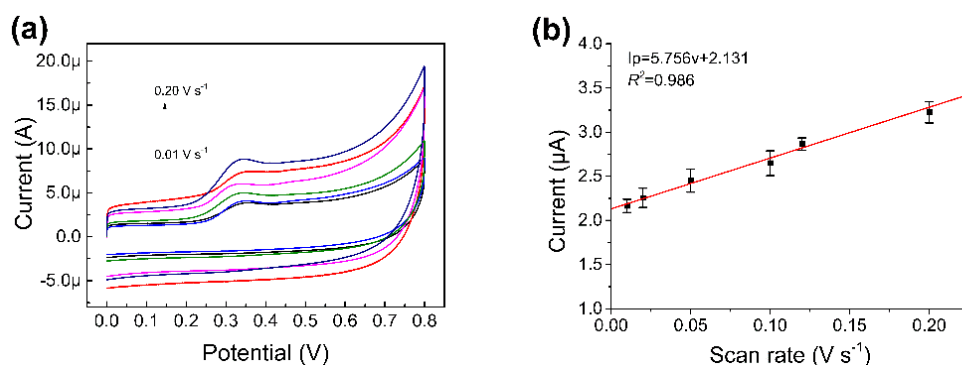 (a)
20.0µ
15.0µ
10.0µ
5.0µ
0.0
-5.0µ
Current (A)
0.20 V s⁻¹
0.01 V s⁻¹
0.0 0.1 0.2 0.3 0.4 0.5 0.6 0.7 0.8
Potential (V)
(b)
4.0
3.5
3.0
2.5
2.0
1.5
1.0
Current (µA)
Ip=5.756v+2.131
R²=0.986
0.00 0.05 0.10 0.15 0.20
Scan rate (V s⁻¹)